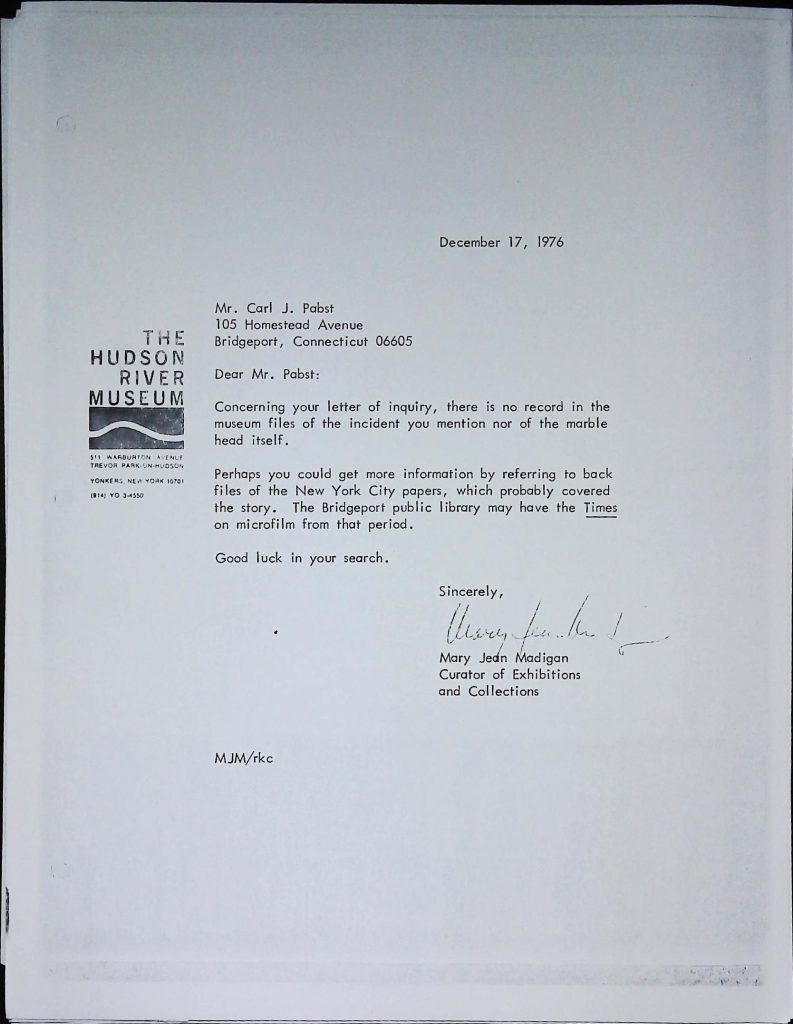 December 17, 1976
Mr. Carl J. Pabst
105 Homestead Avenue
Bridgeport, Connecticut 06605
THE
HUDSON
RIVER
MUSEUM
511 WARBURTON AVENUE
TREVOR PARK-ON-HUDSON
YONKERS, NEW YORK 10701
(914) YO 3-4550
Dear Mr. Pabst:
Concerning your letter of inquiry, there is no record in the
museum files of the incident you mention nor of the marble
head itself.
Perhaps you could get more information by referring to back
files of the New York City papers, which probably covered
the story. The Bridgeport public library may have the Times
on microfilm from that period.
Good luck in your search.
Sincerely,
Mary Jean Madigan
Curator of Exhibitions
and Collections
MJM/rkc